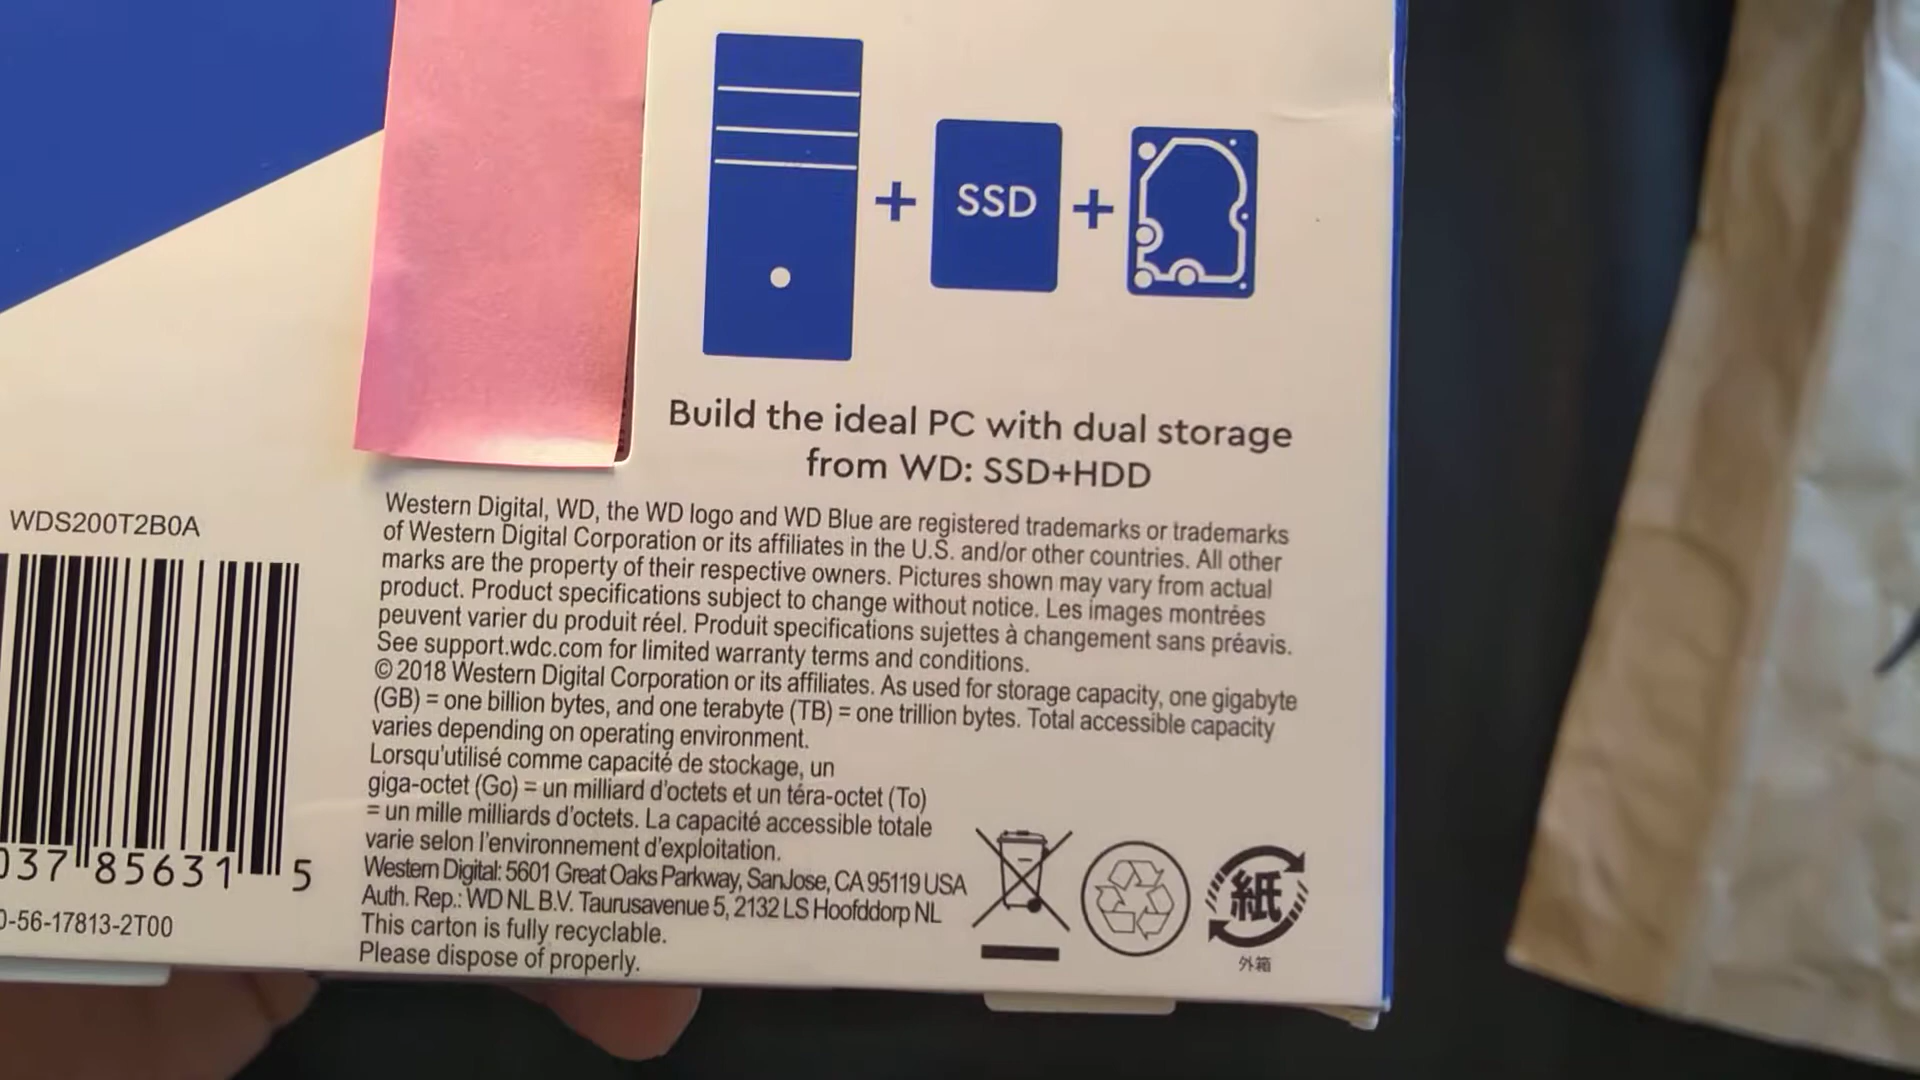 SSD
Build the ideal PC with dual storage
from WD: SSD+HDD
WDS200T2B0A
37 85631 5
-56-17813-2T00
Western Digital, WD, the WD logo and WD Blue are registered trademarks or trademarks
of Western Digital Corporation or its affiliates in the U.S. and/or other countries. All other
marks are the property of their respective owners. Pictures shown may vary from actual
product. Product specifications subject to change without notice. Les images montrées
peuvent varier du produit réel. Produit specifications sujettes à changement sans préavis.
See support.wdc.com for limited warranty terms and conditions.
© 2018 Western Digital Corporation or its affiliates. As used for storage capacity, one gigabyte
(GB) = one billion bytes, and one terabyte (TB) = one trillion bytes. Total accessible capacity
varies depending on operating environment.
Lorsqu'utilisé comme capacité de stockage, un
giga-octet (Go) = un milliard d'octets et un téra-octet (To)
= un mille milliards d'octets. La capacité accessible totale
varie selon l'environnement d'exploitation.
Western Digital: 5601 Great Oaks Parkway, SanJose, CA 95119 USA
Auth. Rep.: WD NL B.V. Taurusavenue 5, 2132 LS Hoofddorp NL
This carton is fully recyclable.
Please dispose of properly.
紙
外箱